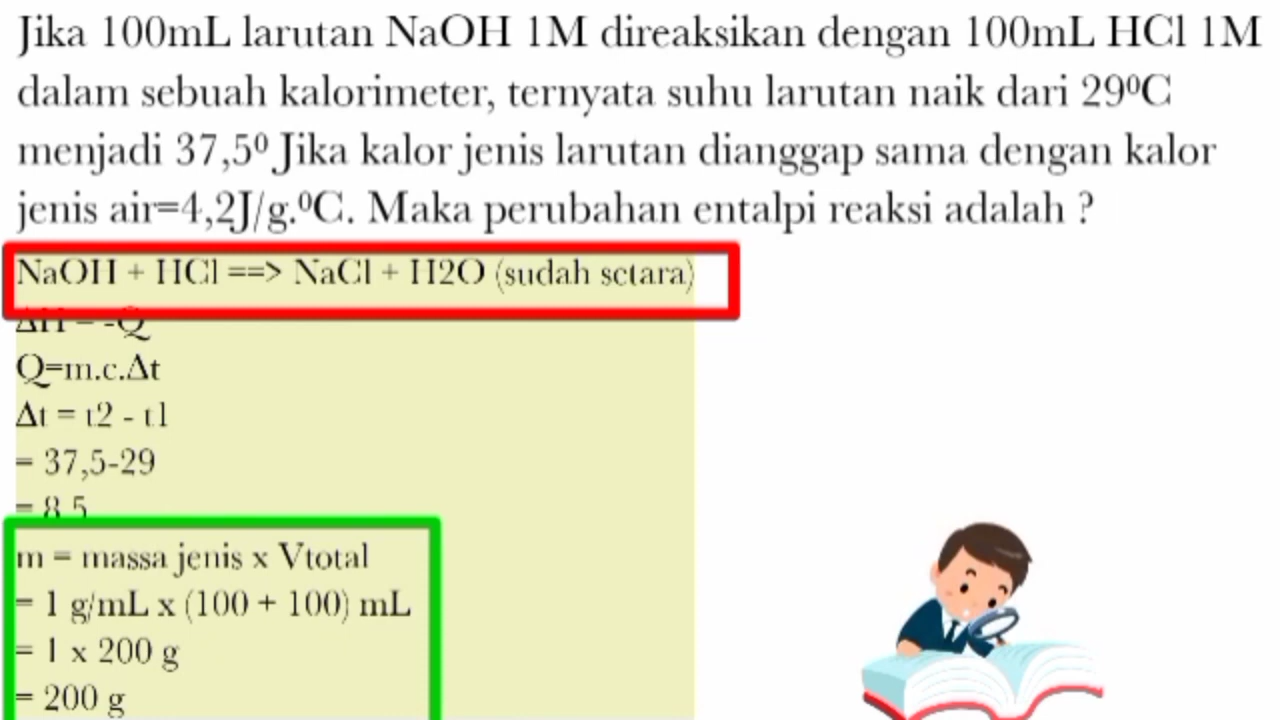 Jika 100mL larutan NaOH 1M direaksikan dengan 100mL HCl 1M
dalam sebuah kalorimeter, ternyata suhu larutan naik dari 29⁰C
menjadi 37,5⁰ Jika kalor jenis larutan dianggap sama dengan kalor
jenis air=4,2J/g.⁰C. Maka perubahan entalpi reaksi adalah ?
NaOH + HCl ==> NaCl + H2O (sudah setara)
ΔH = -Q
Q=m.c.Δt
Δt = t2 - t1
= 37,5-29
= 8,5
m = massa jenis x Vtotal
= 1 g/mL x (100 + 100) mL
= 1 x 200 g
= 200 g